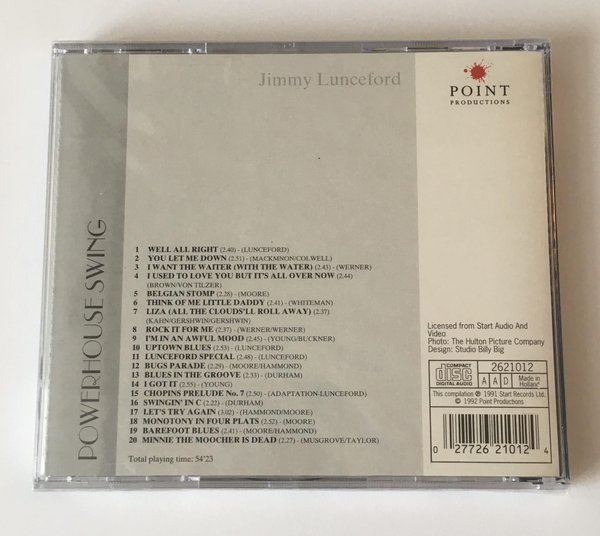 Jimmy Lunceford
POINT
PRODUCTIONS
POWERHOUSE SWING
1 WELL ALL RIGHT (2.40) - (LUNCEFORD)
2 YOU LET ME DOWN (2.51) - (MACKMNON/COLWELL)
3 I WANT THE WAITER (WITH THE WATER) (2.43) - (WERNER)
4 I USED TO LOVE YOU BUT IT'S ALL OVER NOW (2.44)
(BROWN/VON TILZER)
5 BELGIAN STOMP (2.28) - (MOORE)
6 THINK OF ME LITTLE DADDY (2.41) - (WHITEMAN)
7 LIZA (ALL THE CLOUDS'LL ROLL AWAY) (2.37)
(KAHN/GERSHWIN/GERSHWIN)
8 ROCK IT FOR ME (2.37) - (WERNER/WERNER)
9 I'M IN AN AWFUL MOOD (2.45) - (YOUNG/BUCKNER)
10 UPTOWN BLUES (2.53) - (LUNCEFORD)
11 LUNCEFORD SPECIAL (2.48) - (LUNCEFORD)
12 BUGS PARADE (2.29) - (MOORE/HAMMOND)
13 BLUES IN THE GROOVE (2.33) - (DURHAM)
14 I GOT IT (2.55) - (YOUNG)
15 CHOPINS PRELUDE No. 7 (2.50) - (ADAPTATION-LUNCEFORD)
16 SWINGIN' IN C (2.22) - (DURHAM)
17 LET'S TRY AGAIN (3.02) - (HAMMOND/MOORE)
18 MONOTONY IN FOUR PLATS (2.52) - (MOORE)
19 BAREFOOT BLUES (2.41) - (MOORE/HAMMOND)
20 MINNIE THE MOOCHER IS DEAD (2.27) - (MUSGROVE/TAYLOR)
Total playing time: 54'23
Licensed from Start Audio And
Video
Photo: The Hulton Picture Company
Design: Studio Billy Big
COMPACT
disc
DIGITAL AUDIO
2621012
A A D
Made in
Holland
This compilation ℗ 1991 Start Records Ltd.
© 1992 Point Productions
0 27726 21012 4